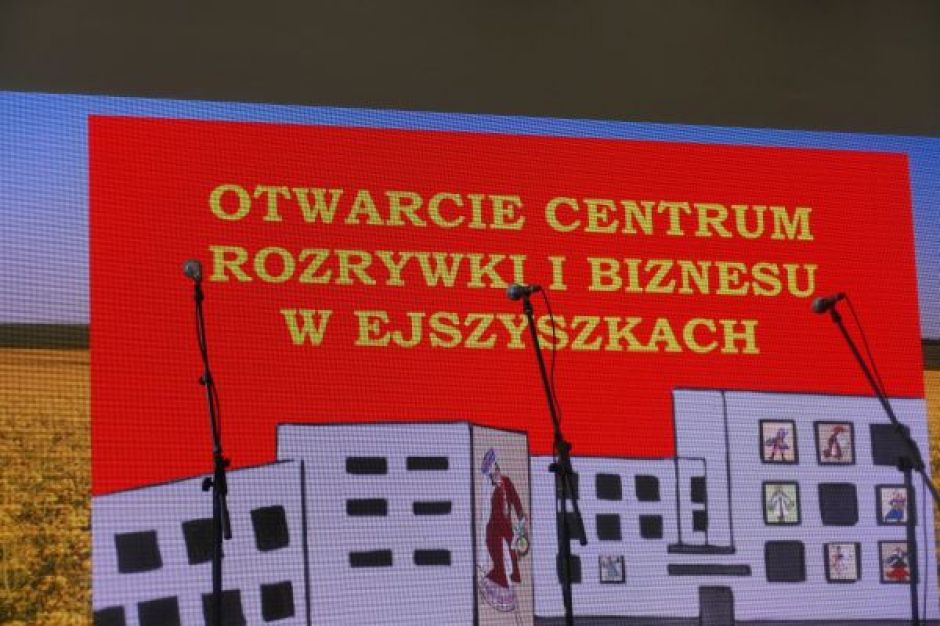 OTWARCIE CENTRUM
ROZRYWKI I BIZNESU
W EJSZYSZKACH